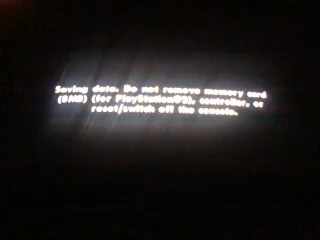 Saving data. Do not remove memory card
(8MB) (for PlayStation®2), controller, or
reset/switch off the console.